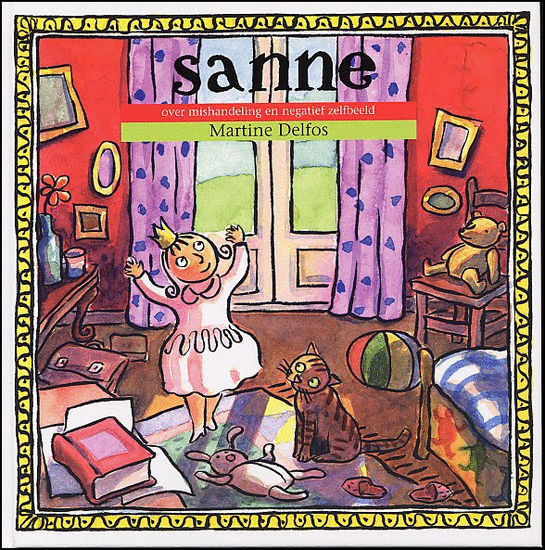 sanne
over mishandeling en negatief zelfbeeld
Martine Delfos